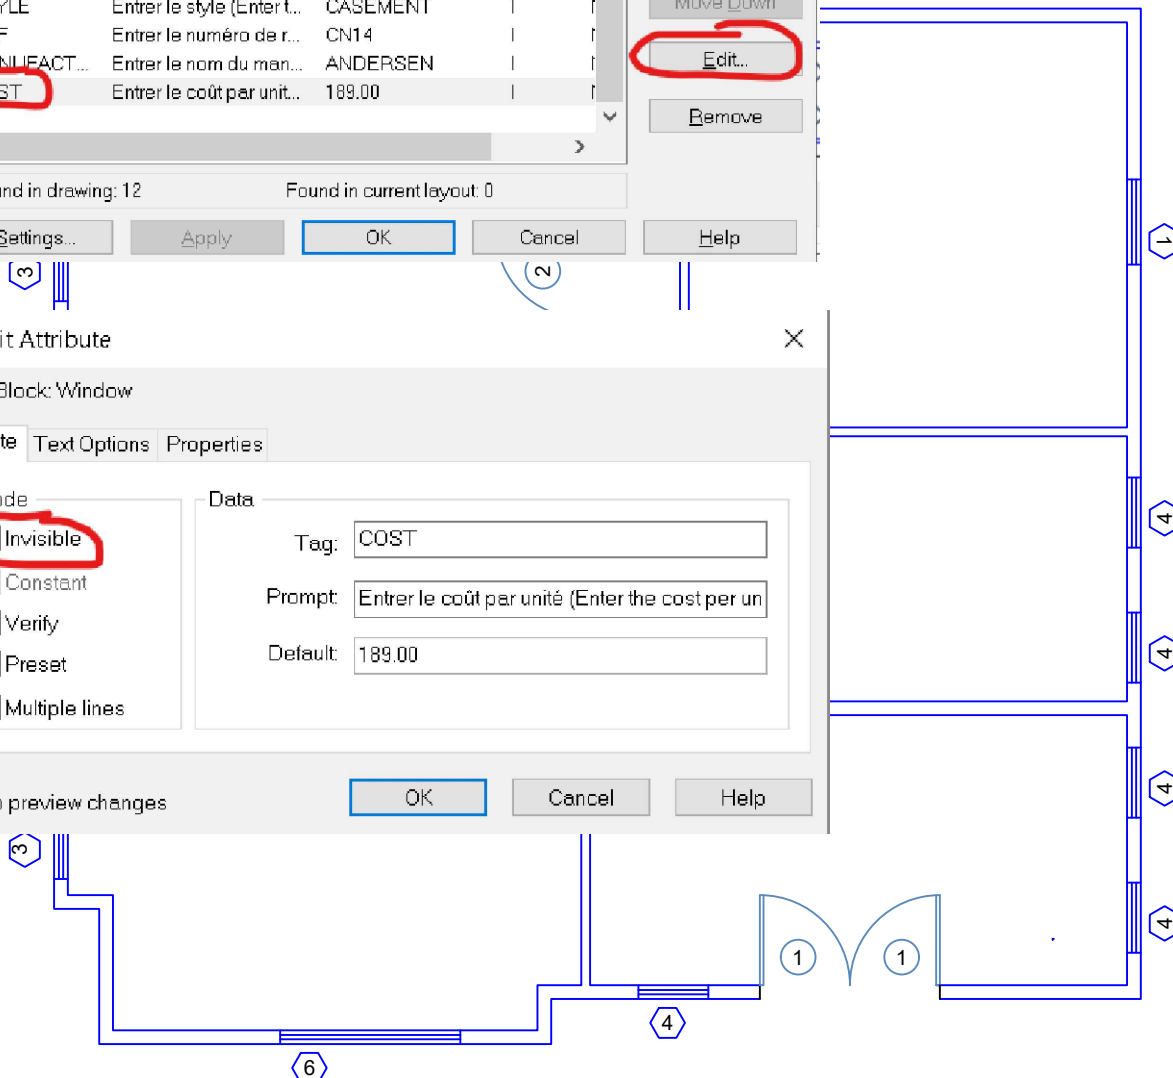 YLE Entrer le style (Enter t... CASEMENT I
Move Down
F Entrer le numéro de r... CN14 I
Edit...
NUFACT... Entrer le nom du man... ANDERSEN I
ST Entrer le coût par unit... 189.00 I
Remove
nd in drawing: 12 Found in current layout: 0
Settings... Apply OK Cancel Help
1
3
2
it Attribute
Block: Window
te Text Options Properties
ode Data
Invisible
Tag: COST
4
Constant
Prompt: Entrer le coût par unité (Enter the cost per un
Verify
Default: 189.00
4
Preset
Multiple lines
4
preview changes OK Cancel Help
3
4
1 1
4
6